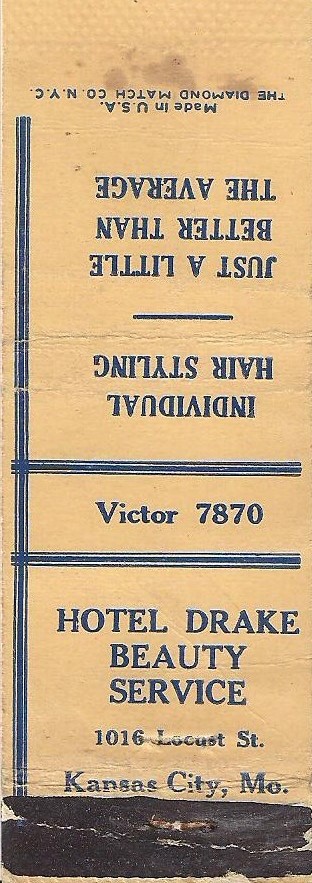 HOTEL DRAKE
BEAUTY
SERVICE
1016 Locust St.
Kansas City, Mo.
Victor 7870
INDIVIDUAL
HAIR STYLING
JUST A LITTLE
BETTER THAN
THE AVERAGE
THE DIAMOND MATCH CO. N.Y.C.
Made in U.S.A.